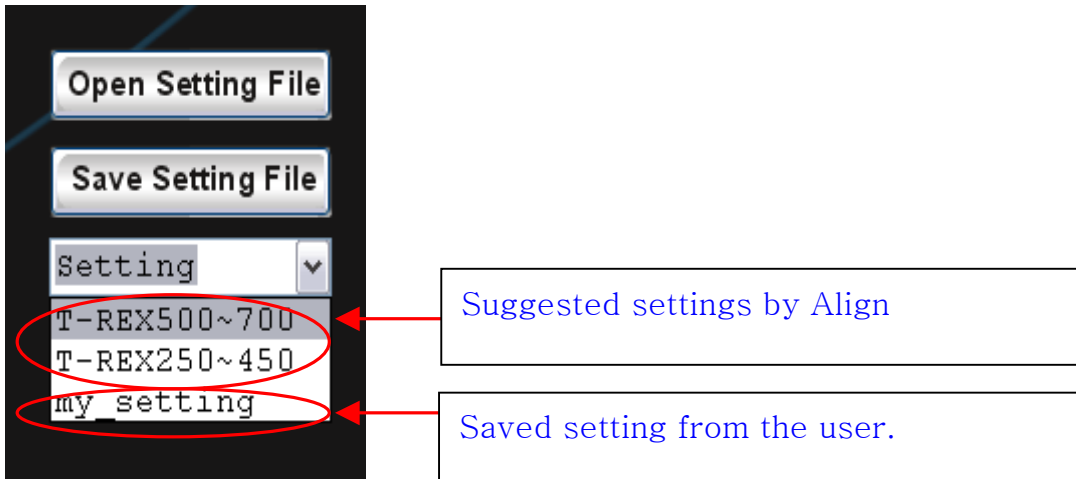 Open Setting File
Save Setting File
Setting
T-REX500~700
T-REX250~450
my_setting
Suggested settings by Align
Saved setting from the user.